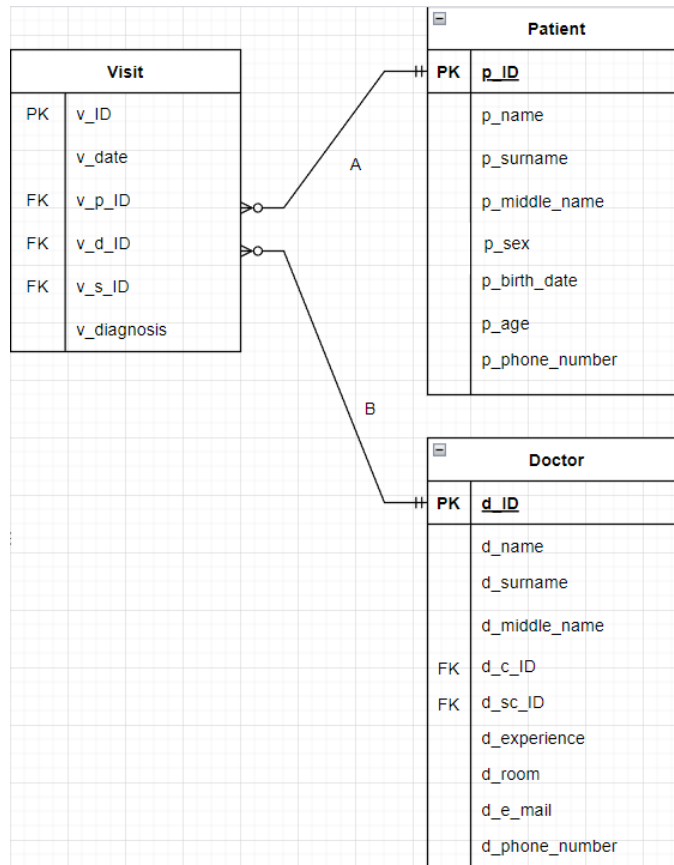 Visit
PK v_ID
v_date
FK v_p_ID
FK v_d_ID
FK v_s_ID
v_diagnosis
A
B
Patient
PK p_ID
p_name
p_surname
p_middle_name
p_sex
p_birth_date
p_age
p_phone_number
Doctor
PK d_ID
d_name
d_surname
d_middle_name
FK d_c_ID
FK d_sc_ID
d_experience
d_room
d_e_mail
d_phone_number